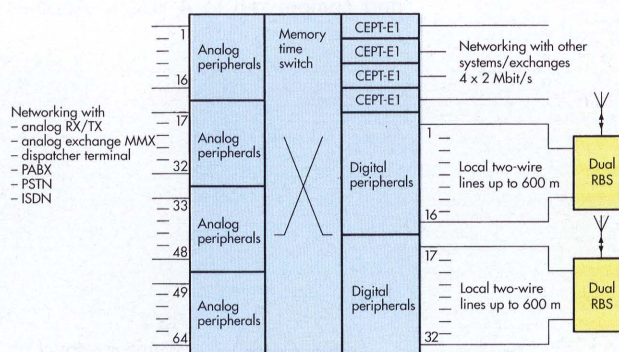 Networking with
– analog RX/TX
– analog exchange MMX
– dispatcher terminal
– PABX
– PSTN
– ISDN
1
16
17
32
33
48
49
64
Analog
peripherals
Analog
peripherals
Analog
peripherals
Analog
peripherals
Memory
time
switch
CEPT-E1
CEPT-E1
CEPT-E1
CEPT-E1
Digital
peripherals
Digital
peripherals
Networking with other
systems/exchanges
4 x 2 Mbit/s
1
16
Local two-wire
lines up to 600 m
Dual
RBS
17
32
Local two-wire
lines up to 600 m
Dual
RBS